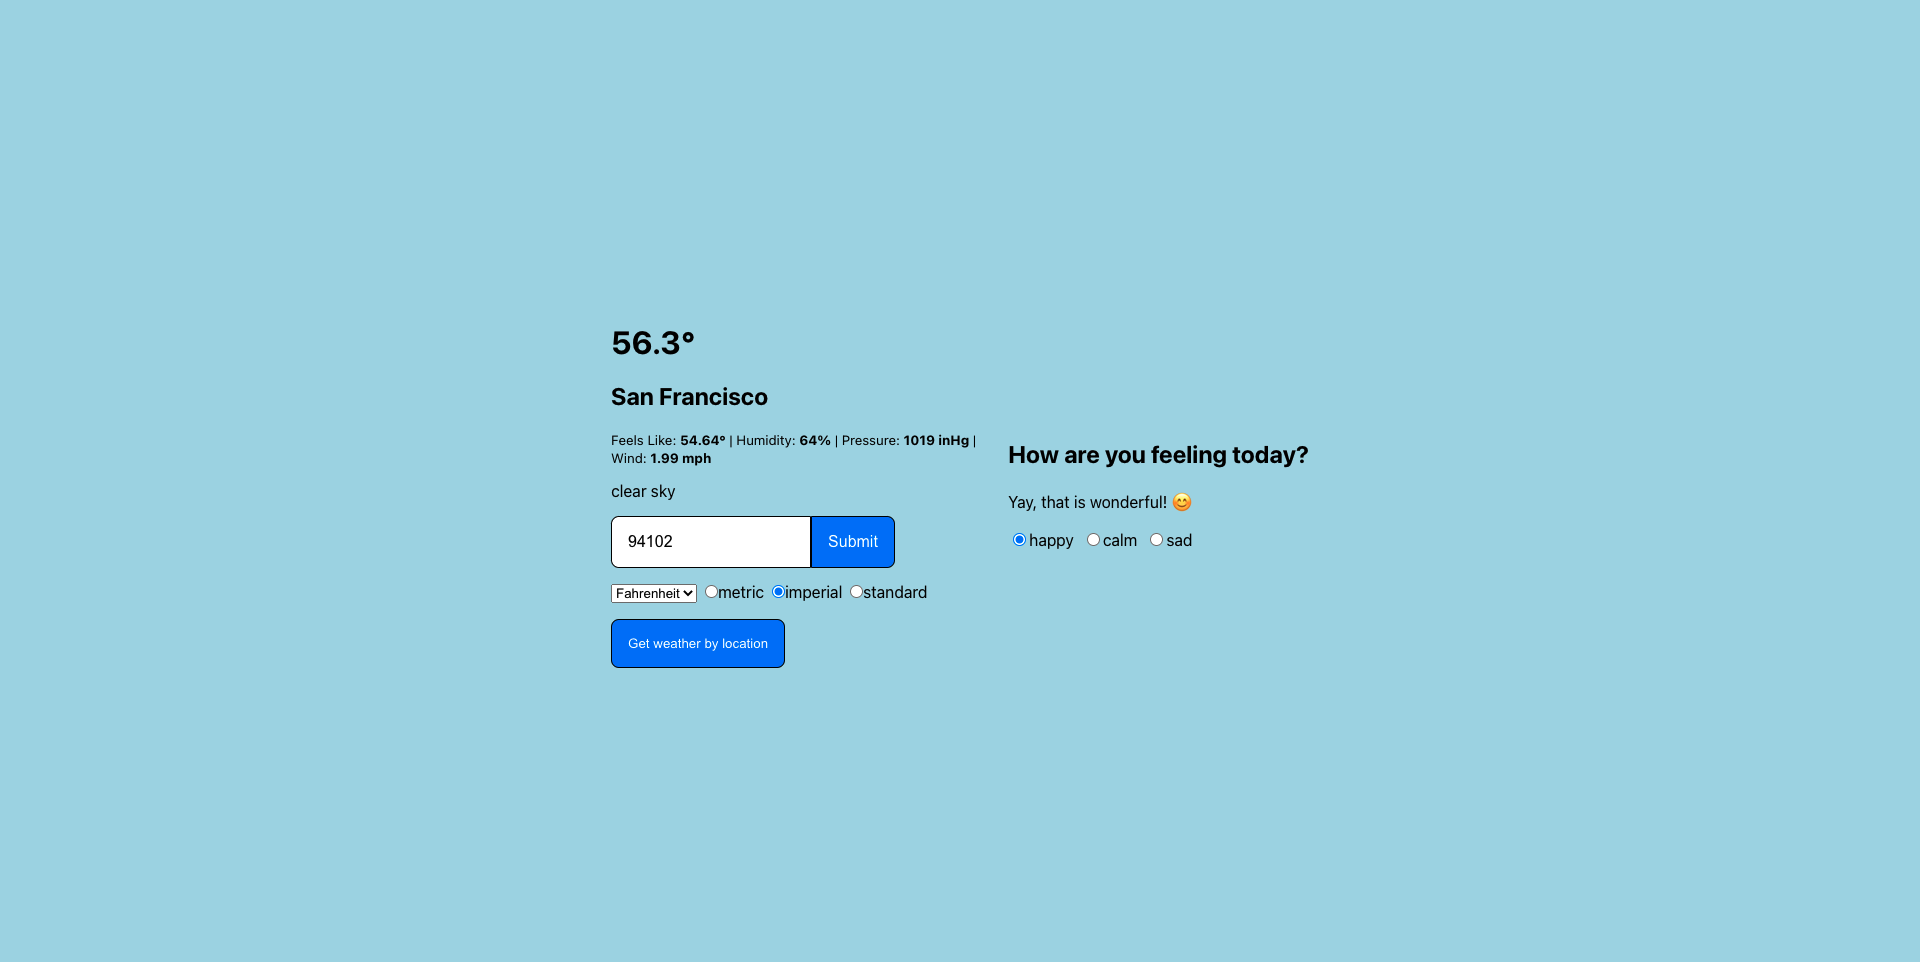 56.3°
San Francisco
Feels Like: 54.64° | Humidity: 64% | Pressure: 1019 inHg |
Wind: 1.99 mph
clear sky
94102 Submit
Fahrenheit metric imperial standard
Get weather by location
How are you feeling today?
Yay, that is wonderful! 😊
happy calm sad